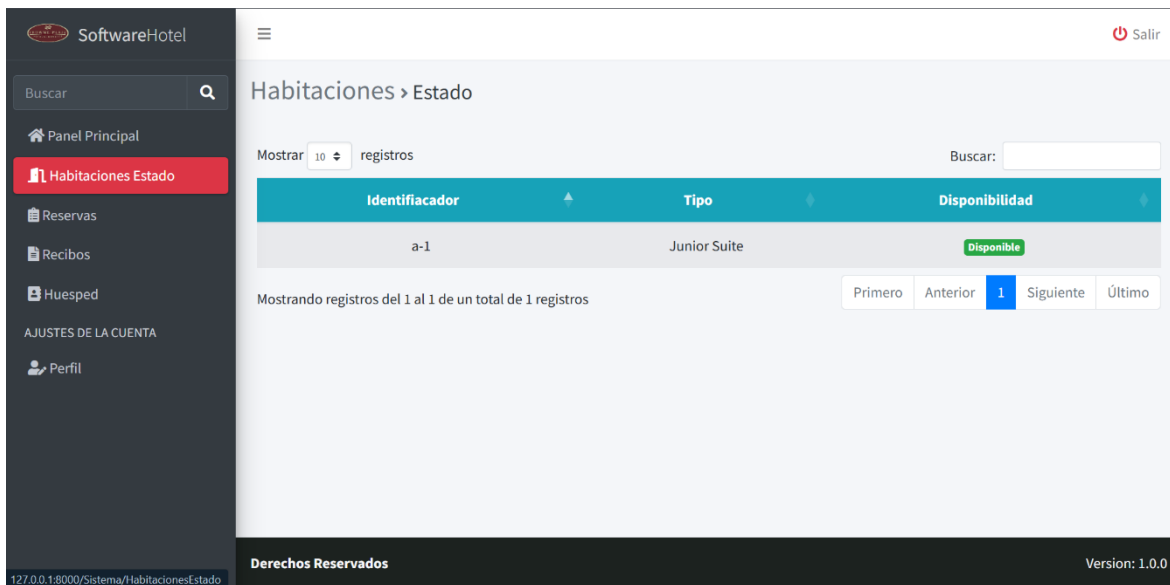 SoftwareHotel
Salir
Buscar
Habitaciones › Estado
Panel Principal
Habitaciones Estado
Reservas
Recibos
Huesped
AJUSTES DE LA CUENTA
Perfil
Mostrar 10 registros
Buscar:
Identifiacador Tipo Disponibilidad
a-1 Junior Suite Disponible
Mostrando registros del 1 al 1 de un total de 1 registros
Primero Anterior 1 Siguiente Último
Derechos Reservados
Version: 1.0.0
127.0.0.1:8000/Sistema/HabitacionesEstado